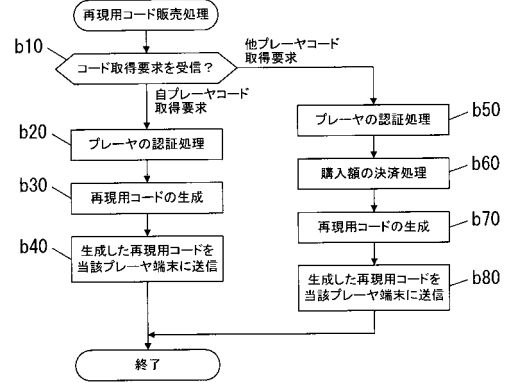 再現用コード販売処理
b10
コード取得要求を受信？
他プレーヤコード
取得要求
自プレーヤコード
取得要求
b20
プレーヤの認証処理
b30
再現用コードの生成
b40
生成した再現用コードを
当該プレーヤ端末に送信
b50
プレーヤの認証処理
b60
購入額の決済処理
b70
再現用コードの生成
b80
生成した再現用コードを
当該プレーヤ端末に送信
終了